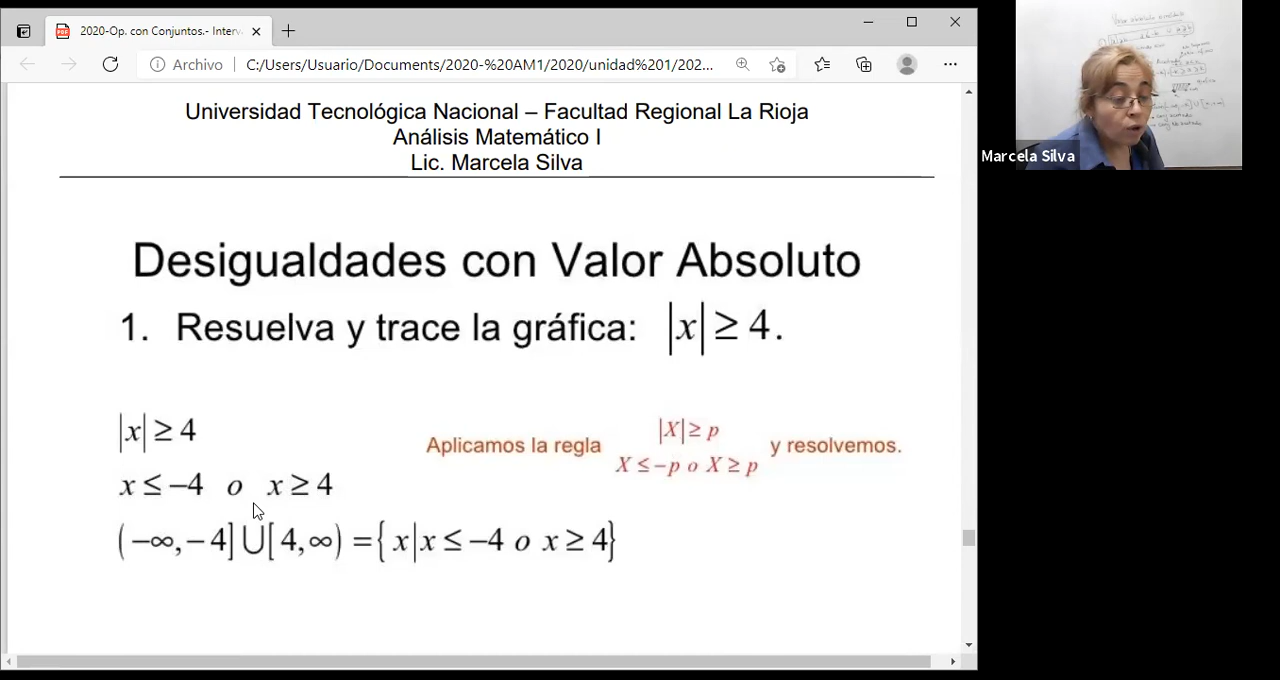 2020-Op. con Conjuntos.- Interv
Archivo
C:/Users/Usuario/Documents/2020-%20AM1/2020/unidad%201/202...
Universidad Tecnológica Nacional – Facultad Regional La Rioja
Análisis Matemático I
Lic. Marcela Silva
Desigualdades con Valor Absoluto
1. Resuelva y trace la gráfica: |x| ≥ 4.
|x| ≥ 4
x ≤ −4 o x ≥ 4
(−∞,−4]∪[4,∞) = {x|x ≤ −4 o x ≥ 4}
Aplicamos la regla |X| ≥ p y resolvemos.
X ≤ −p o X ≥ p
Marcela Silva
Valor absoluto